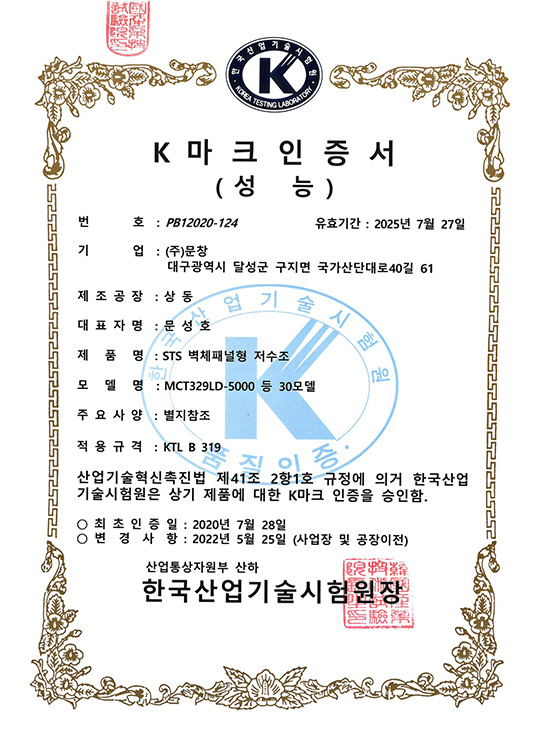 한국산업기술시험원
K
KOREA TESTING LABORATORY
K 마 크 인 증 서
( 성 능 )
번 호 : PB12020-124 유효기간 : 2025년 7월 27일
기 업 : (주)문창
대구광역시 달성군 구지면 국가산단대로40길 61
제 조 공 장 : 상 동
대 표 자 명 : 문 성 호
제 품 명 : STS 벽체패널형 저수조
모 델 명 : MCT329LD-5000 등 30모델
주 요 사 양 : 별지참조
적 용 규 격 : KTL B 319
한국산업기술시험원
K
품질인증
산업기술혁신촉진법 제41조 2항1호 규정에 의거 한국산업
기술시험원은 상기 제품에 대한 K마크 인증을 승인함.
○ 최 초 인 증 일 : 2020년 7월 28일
○ 변 경 사 항 : 2022년 5월 25일 (사업장 및 공장이전)
산업통상자원부 산하
한국산업기술시험원장